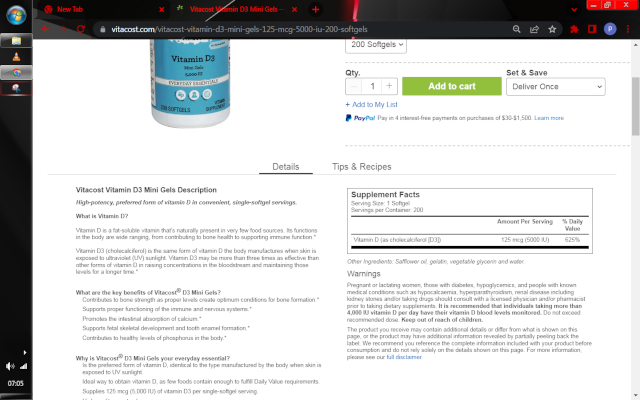 New Tab
Vitacost Vitamin D3 Mini Gels —
vitacost.com/vitacost-vitamin-d3-mini-gels-125-mcg-5000-iu-200-softgels
P
200 Softgels
Vitamin D3
Mini Gels
5,000 IU
EVERYDAY ESSENTIALS
200 SOFTGELS
VITAMIN
SUPPLEMENT
Qty.
Set & Save
1
Add to cart
Deliver Once
+ Add to My List
PayPal Pay in 4 interest-free payments on purchases of $30-$1,500. Learn more
Details
Tips & Recipes
Vitacost Vitamin D3 Mini Gels Description
High-potency, preferred form of vitamin D in convenient, single-softgel servings.
What is Vitamin D?
Vitamin D is a fat-soluble vitamin that's naturally present in very few food sources. Its functions
in the body are wide ranging, from contributing to bone health to supporting immune function.*
Vitamin D3 (cholecalciferol) is the same form of vitamin D the body manufactures when skin is
exposed to ultraviolet (UV) sunlight. Vitamin D3 may be more than three times as effective than
other forms of vitamin D in raising concentrations in the bloodstream and maintaining those
levels for a longer time.*
What are the key benefits of Vitacost® D3 Mini Gels?
Contributes to bone strength as proper levels create optimum conditions for bone formation.*
Supports proper functioning of the immune and nervous systems.*
Promotes the intestinal absorption of calcium.*
Supports fetal skeletal development and tooth enamel formation.*
Contributes to healthy levels of phosphorus in the body.*
Why is Vitacost® D3 Mini Gels your everyday essential?
Is the preferred form of vitamin D, identical to the type manufactured by the body when skin is
exposed to UV sunlight.
Ideal way to obtain vitamin D, as few foods contain enough to fulfill Daily Value requirements.
Supplies 125 mcg (5,000 IU) of vitamin D3 per single-softgel serving.
Supplement Facts
Serving Size: 1 Softgel
Servings per Container: 200
Amount Per Serving
% Daily
Value
Vitamin D (as cholecalciferol [D3])
125 mcg (5000 IU)
625%
Other Ingredients: Safflower oil, gelatin, vegetable glycerin and water.
Warnings
Pregnant or lactating women, those with diabetes, hypoglycemics, and people with known
medical conditions such as hypocalcaemia, hyperparathyroidism, renal disease including
kidney stones and/or taking drugs should consult with a licensed physician and/or pharmacist
prior to taking dietary supplements. It is recommended that individuals taking more than
4,000 IU vitamin D per day have their vitamin D blood levels monitored. Do not exceed
recommended dose. Keep out of reach of children.
The product you receive may contain additional details or differ from what is shown on this
page, or the product may have additional information revealed by partially peeling back the
label. We recommend you reference the complete information included with your product before
consumption and do not rely solely on the details shown on this page. For more information,
please see our full disclaimer.
07:05